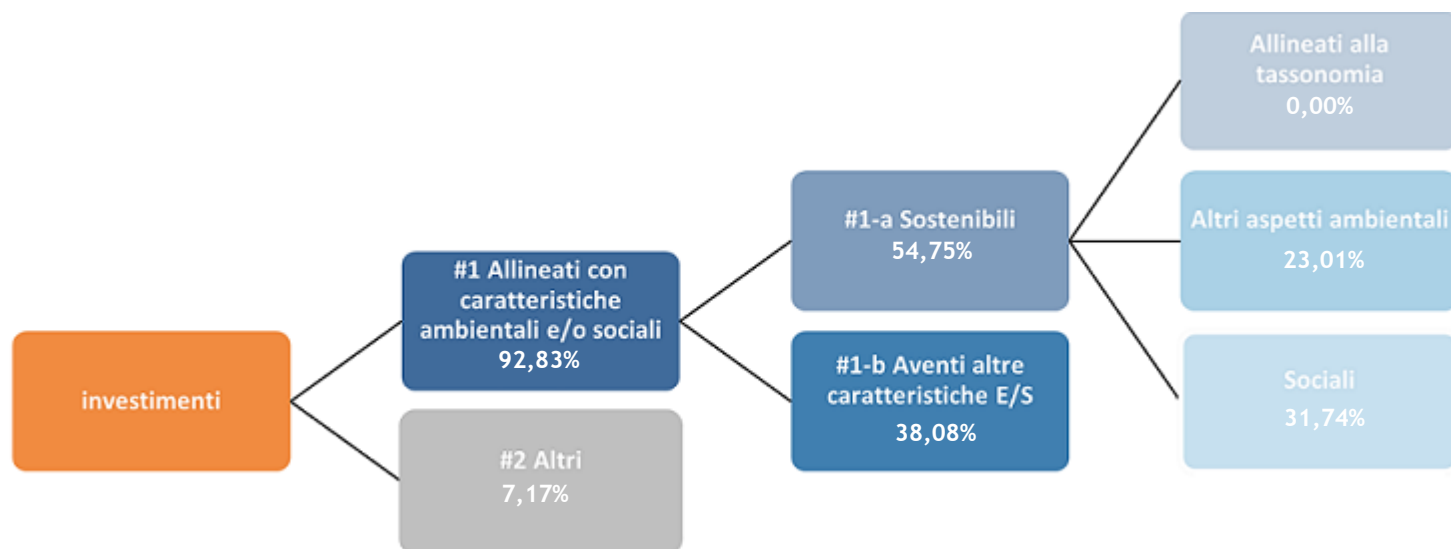 investimenti
#1 Allineati con
caratteristiche
ambientali e/o sociali
92,83%
#2 Altri
7,17%
#1-a Sostenibili
54,75%
#1-b Aventi altre
caratteristiche E/S
38,08%
Allineati alla
tassonomia
0,00%
Altri aspetti ambientali
23,01%
Sociali
31,74%